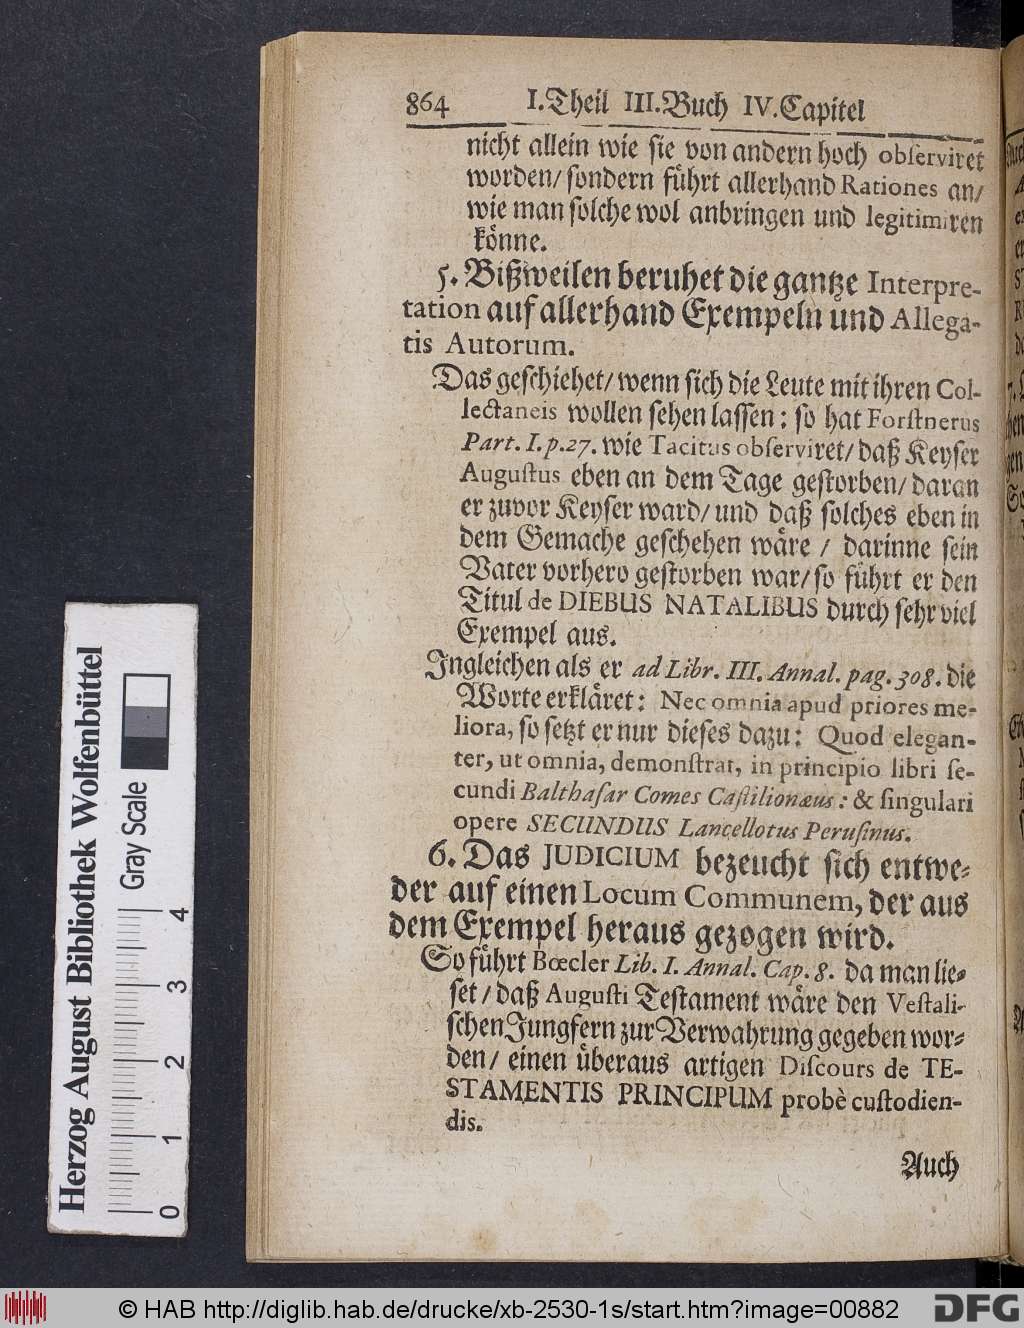 864 I. Theil III. Buch IV. Capitel
nicht allein wie sie von andern hoch obſerviret
worden/ ſondern führt allerhand Rationes an/
wie man ſolche wol anbringen und legitimiren
könne.
5. Bißweilen beruhet die gantze Interpre-
tation auf allerhand Exempeln und Allega-
tis Autorum.
Das geſchiehet/ wenn ſich die Leute mit ihren Col-
lectaneis wollen ſehen laſſen: ſo hat Forſtnerus
Part. I. p. 27. wie Tacitus obſerviret/ daß Keyſer
Auguſtus eben an dem Tage geſtorben/ daran
er zuvor Keyſer ward/ und daß ſolches eben in
dem Gemache geſchehen wäre / darinne ſein
Vater vorhero geſtorben war/ ſo führt er den
Titul de DIEBUS NATALIBUS durch ſehr viel
Exempel aus.
Ingleichen als er ad Libr. III. Annal. pag. 308. die
Worte erkläret: Nec omnia apud priores me-
liora, ſo ſetzt er nur dieſes dazu: Quod elegan-
ter, ut omnia, demonſtrat, in principio libri ſe-
cundi Balthaſar Comes Caſtilionæus: & ſingulari
opere SECUNDUS Lancellotus Peruſinus.
6. Das JUDICIUM bezeucht ſich entwe-
der auf einen Locum Communem, der aus
dem Exempel heraus gezogen wird.
So führt Bœcler Lib. I. Annal. Cap. 8. da man lie-
ſet / daß Auguſti Teſtament wäre den Veſtali-
ſchen Jungfern zur Verwahrung gegeben wor-
den/ einen überaus artigen Diſcours de TE-
STAMENTIS PRINCIPUM probè cuſtodien-
dis.
Auch
Herzog August Bibliothek Wolfenbüttel
Gray Scale
0 1 2 3 4
© HAB http://diglib.hab.de/drucke/xb-2530-1s/start.htm?image=00882
DFG